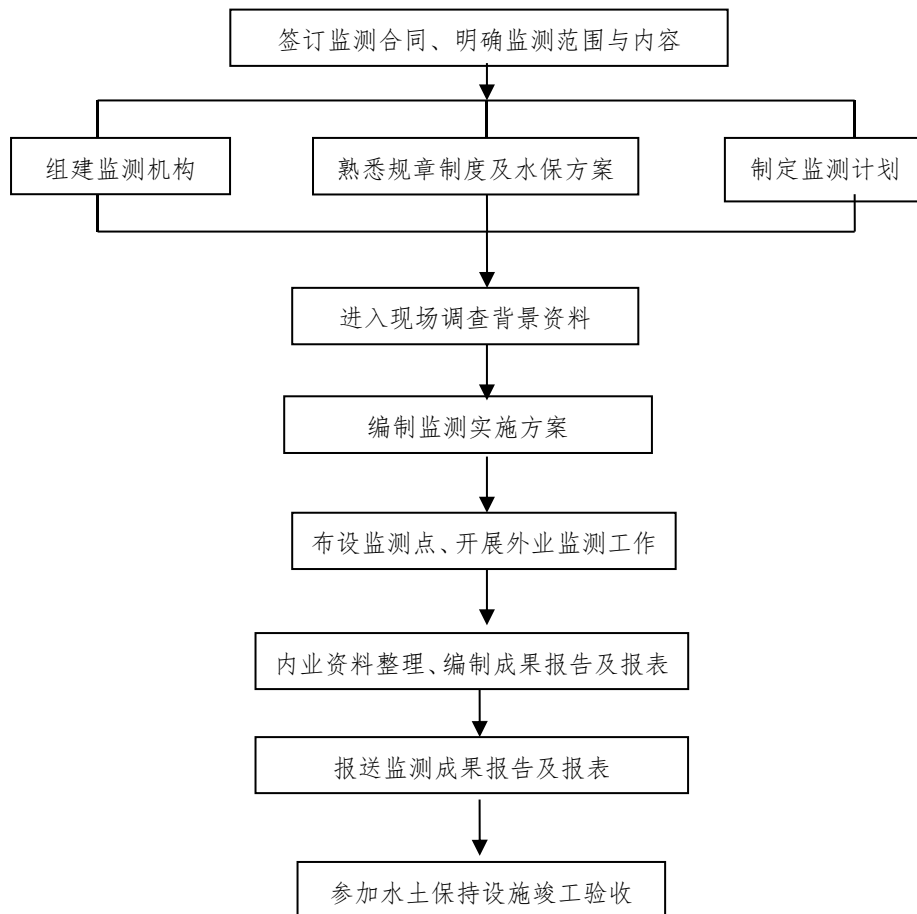 签订监测合同、明确监测范围与内容
组建监测机构
熟悉规章制度及水保方案
制定监测计划
进入现场调查背景资料
编制监测实施方案
布设监测点、开展外业监测工作
内业资料整理、编制成果报告及报表
报送监测成果报告及报表
参加水土保持设施竣工验收